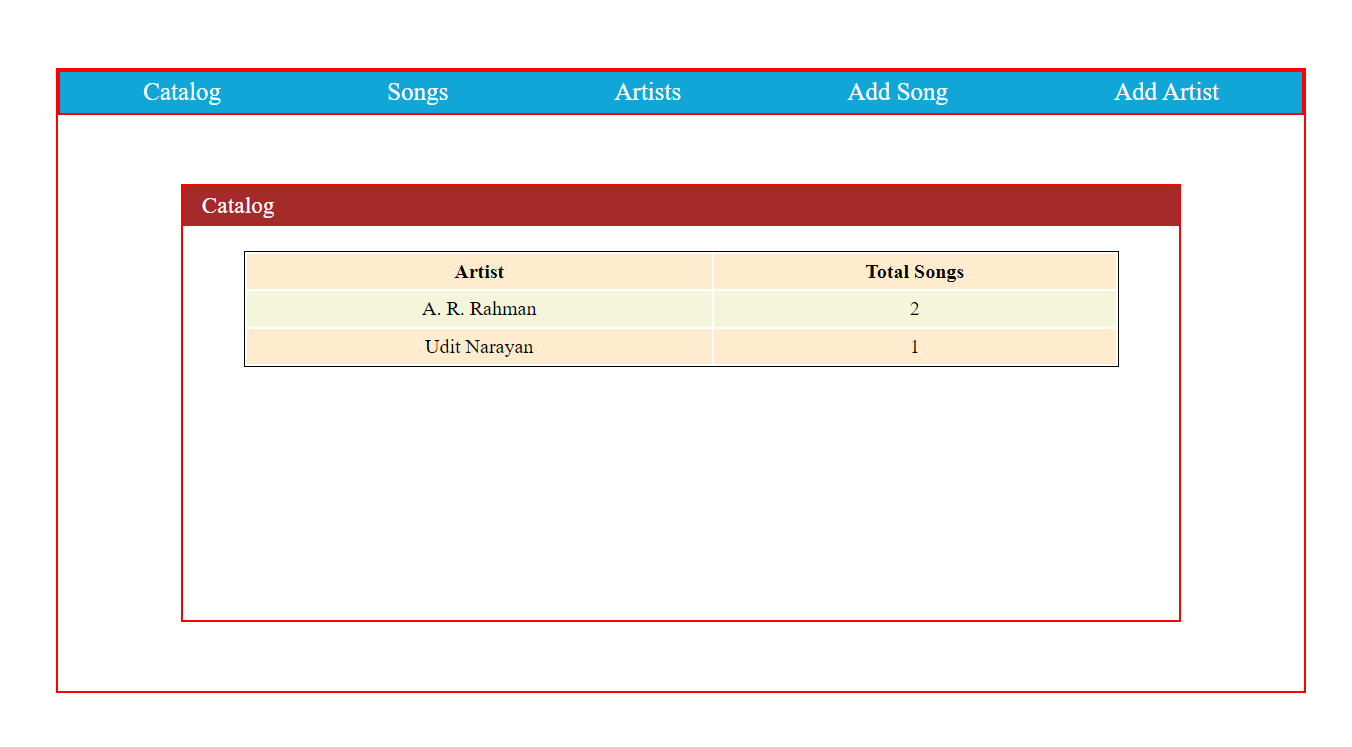 Catalog Songs Artists Add Song Add Artist
Catalog
Artist Total Songs
A. R. Rahman 2
Udit Narayan 1